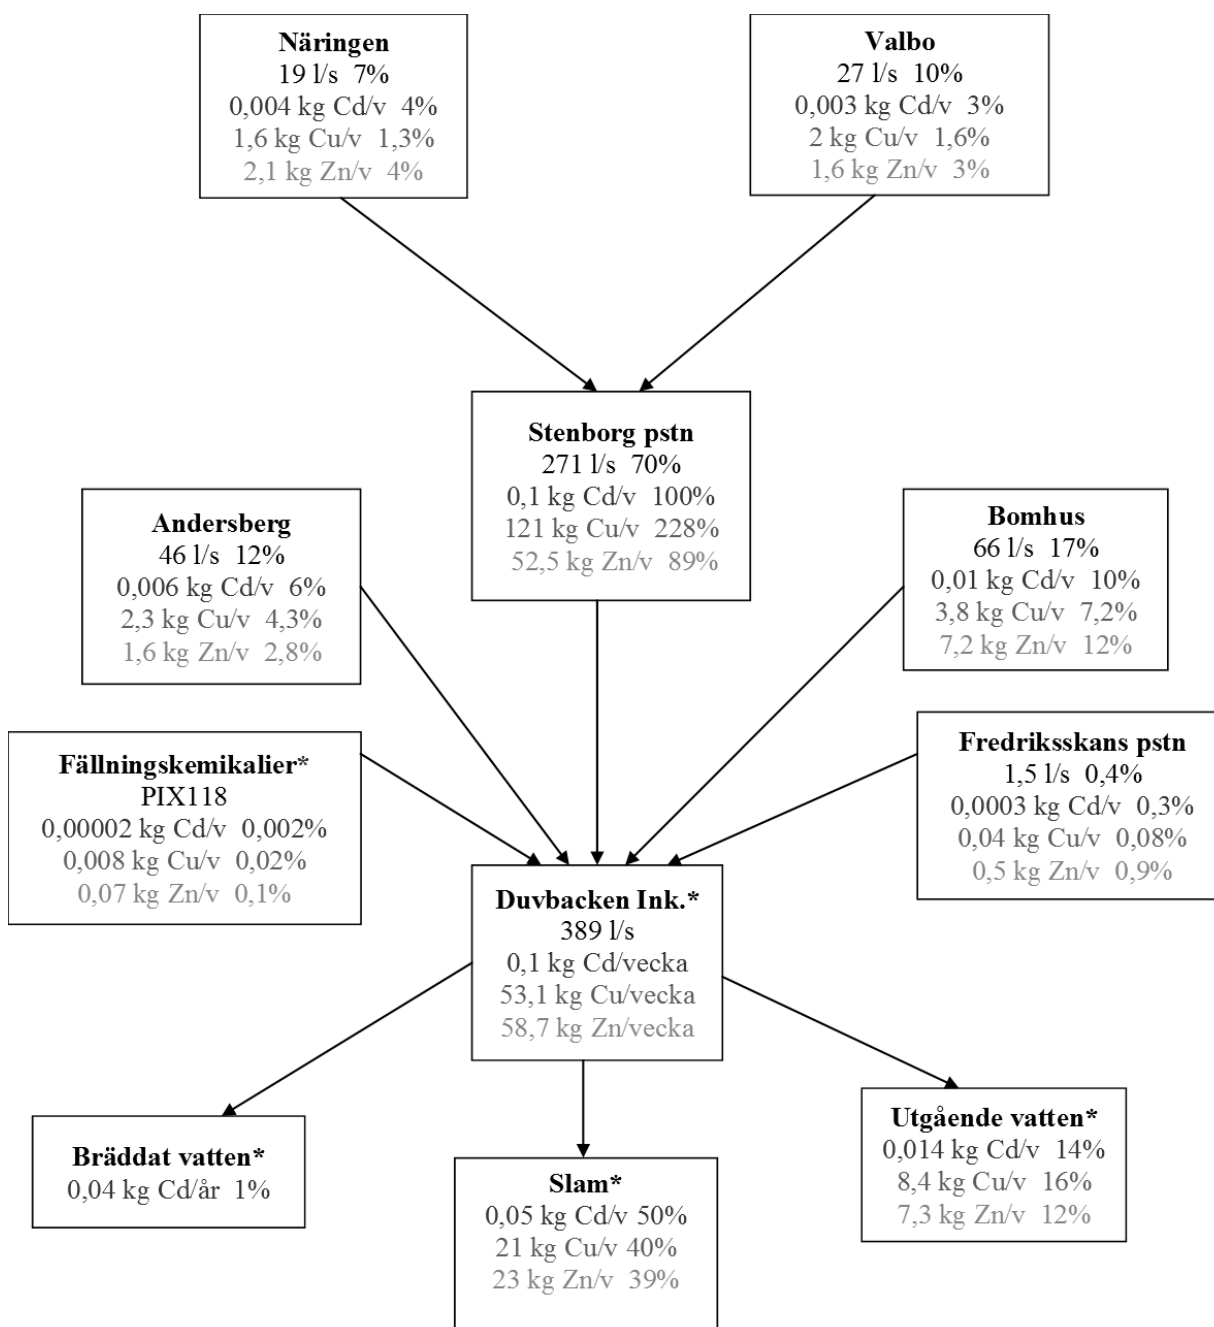 Näringen
19 l/s 7%
0,004 kg Cd/v 4%
1,6 kg Cu/v 1,3%
2,1 kg Zn/v 4%
Valbo
27 l/s 10%
0,003 kg Cd/v 3%
2 kg Cu/v 1,6%
1,6 kg Zn/v 3%
Stenborg pstn
271 l/s 70%
0,1 kg Cd/v 100%
121 kg Cu/v 228%
52,5 kg Zn/v 89%
Andersberg
46 l/s 12%
0,006 kg Cd/v 6%
2,3 kg Cu/v 4,3%
1,6 kg Zn/v 2,8%
Bomhus
66 l/s 17%
0,01 kg Cd/v 10%
3,8 kg Cu/v 7,2%
7,2 kg Zn/v 12%
Fällningskemikalier*
PIX118
0,00002 kg Cd/v 0,002%
0,008 kg Cu/v 0,02%
0,07 kg Zn/v 0,1%
Fredriksskans pstn
1,5 l/s 0,4%
0,0003 kg Cd/v 0,3%
0,04 kg Cu/v 0,08%
0,5 kg Zn/v 0,9%
Duvbacken Ink.*
389 l/s
0,1 kg Cd/vecka
53,1 kg Cu/vecka
58,7 kg Zn/vecka
Bräddat vatten*
0,04 kg Cd/år 1%
Slam*
0,05 kg Cd/v 50%
21 kg Cu/v 40%
23 kg Zn/v 39%
Utgående vatten*
0,014 kg Cd/v 14%
8,4 kg Cu/v 16%
7,3 kg Zn/v 12%